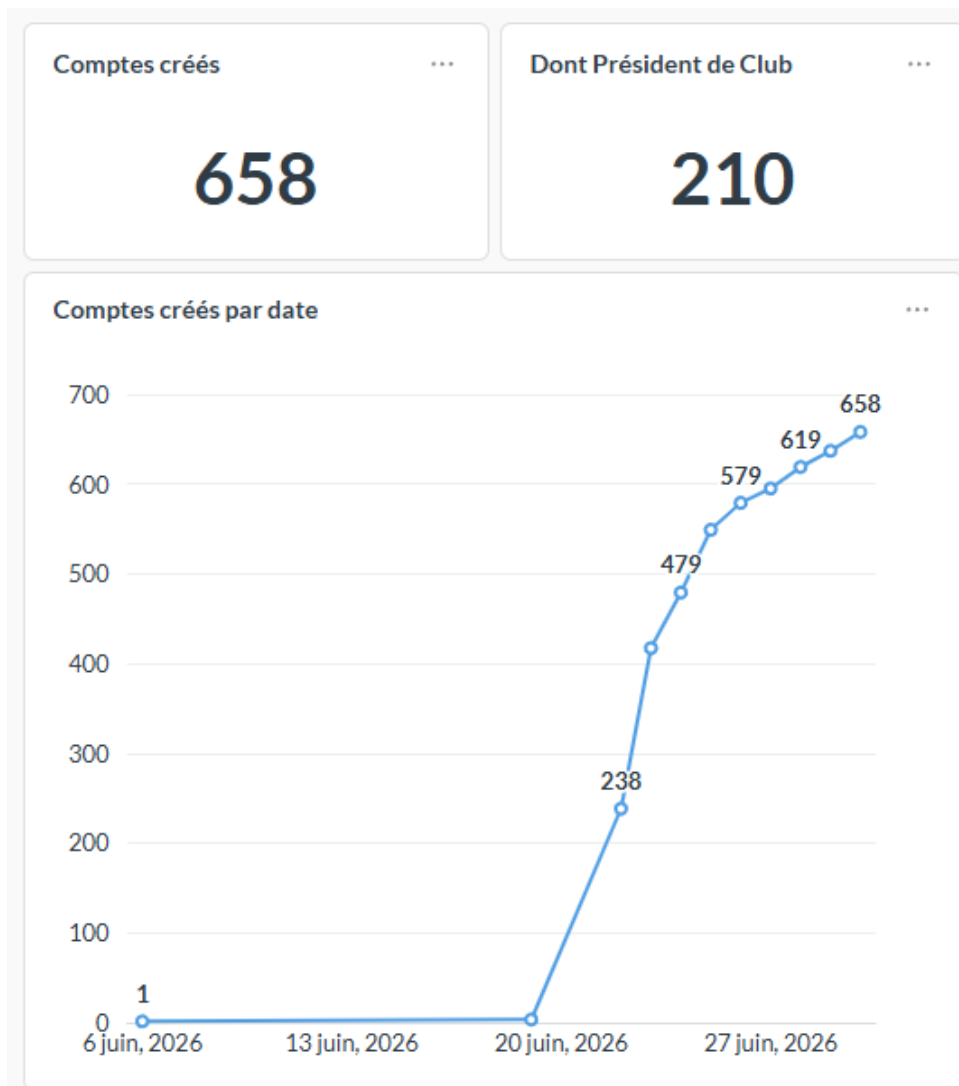 Comptes créés
658
Dont Président de Club
210
Comptes créés par date
700
600
500
400
300
200
100
0
1
238
479
579
619
658
6 juin, 2026
13 juin, 2026
20 juin, 2026
27 juin, 2026